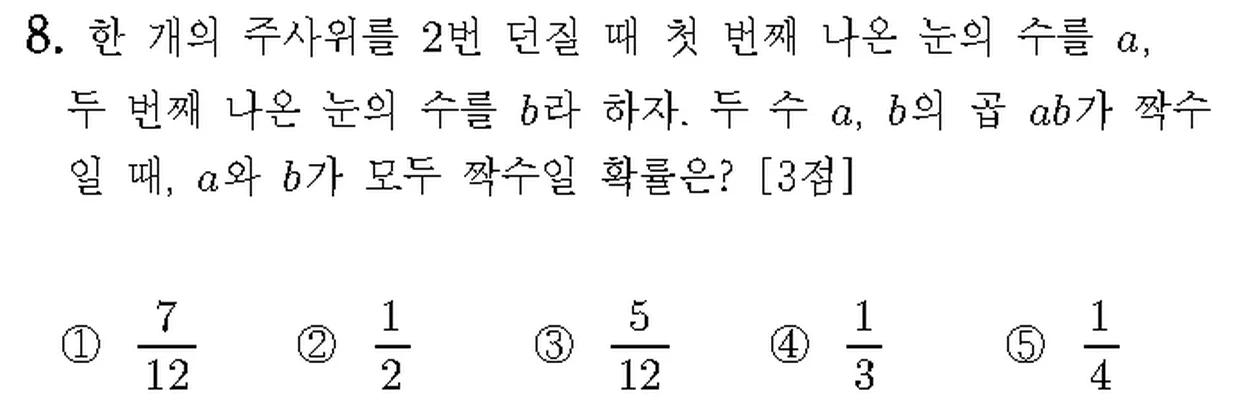 8. 한 개의 주사위를 2번 던질 때 첫 번째 나온 눈의 수를 a,
두 번째 나온 눈의 수를 b라 하자. 두 수 a, b의 곱 ab가 짝수
일 때, a와 b가 모두 짝수일 확률은? [3점]
① 7/12 ② 1/2 ③ 5/12 ④ 1/3 ⑤ 1/4